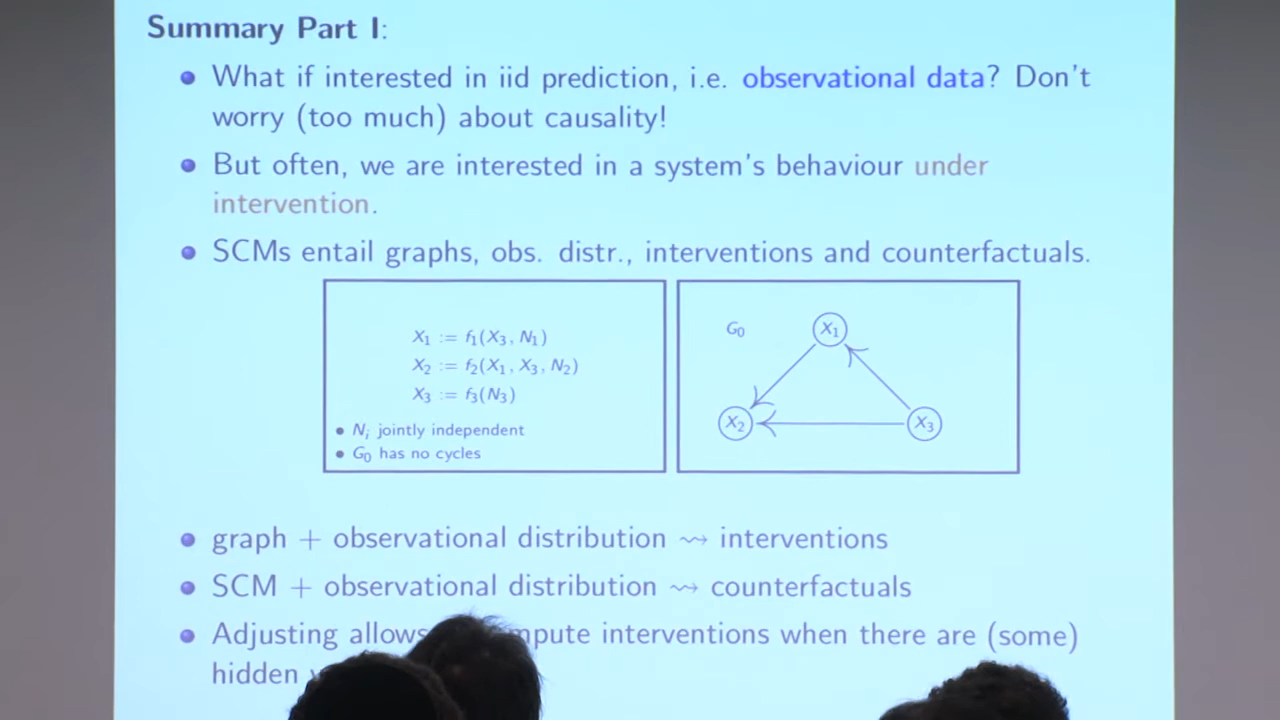 Summary Part I:
What if interested in iid prediction, i.e. observational data? Don't
worry (too much) about causality!
But often, we are interested in a system's behaviour under
intervention.
SCMs entail graphs, obs. distr., interventions and counterfactuals.
X₁ := f₁(X₃, N₁)
X₂ := f₂(X₁, X₃, N₂)
X₃ := f₃(N₃)
• Nᵢ jointly independent
• G₀ has no cycles
G₀
X₁
X₂
X₃
graph + observational distribution ⇝ interventions
SCM + observational distribution ⇝ counterfactuals
Adjusting allows interventions when there are (some)
hidden